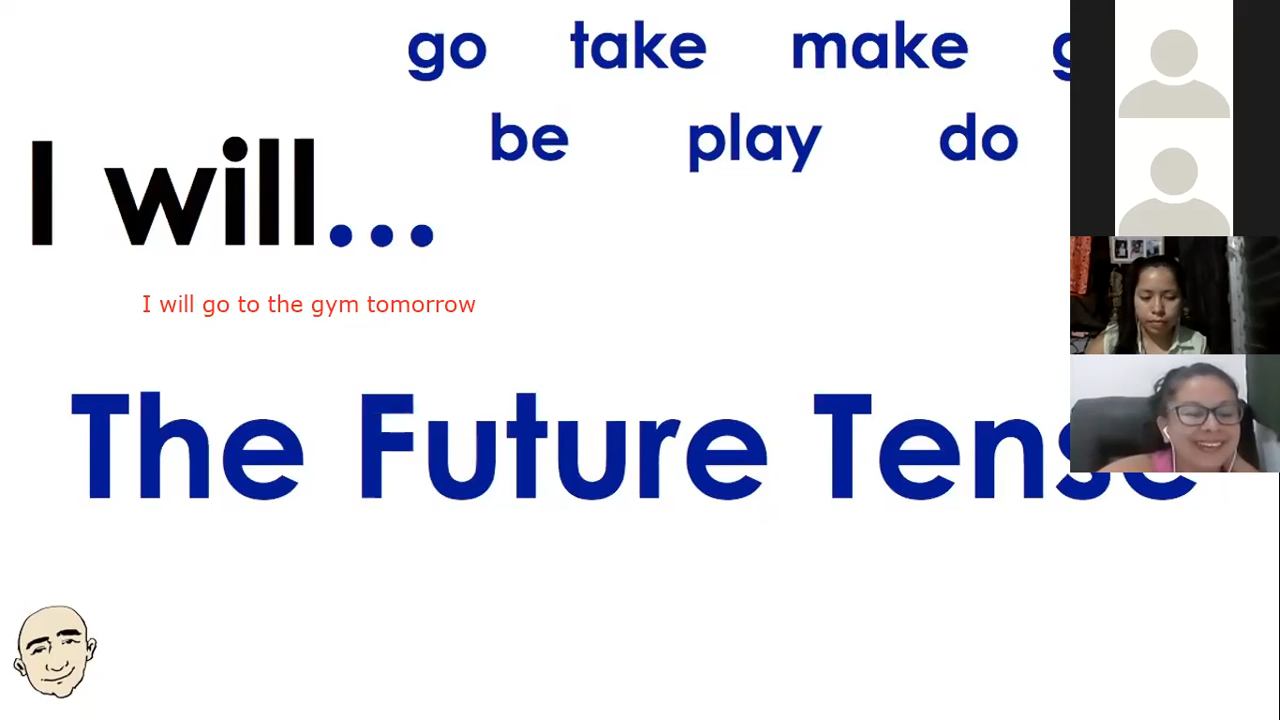 go take make
be play do
I will...
I will go to the gym tomorrow
The Future Tense